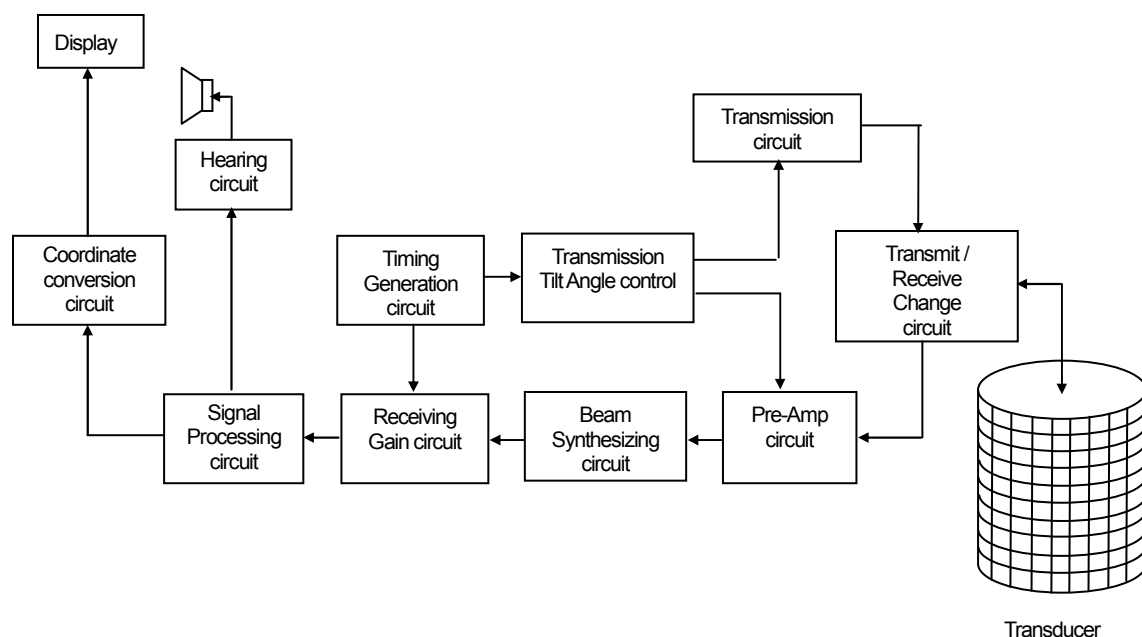 Display
Hearing
circuit
Transmission
circuit
Coordinate
conversion
circuit
Timing
Generation
circuit
Transmission
Tilt Angle control
Transmit /
Receive
Change
circuit
Signal
Processing
circuit
Receiving
Gain circuit
Beam
Synthesizing
circuit
Pre-Amp
circuit
Transducer